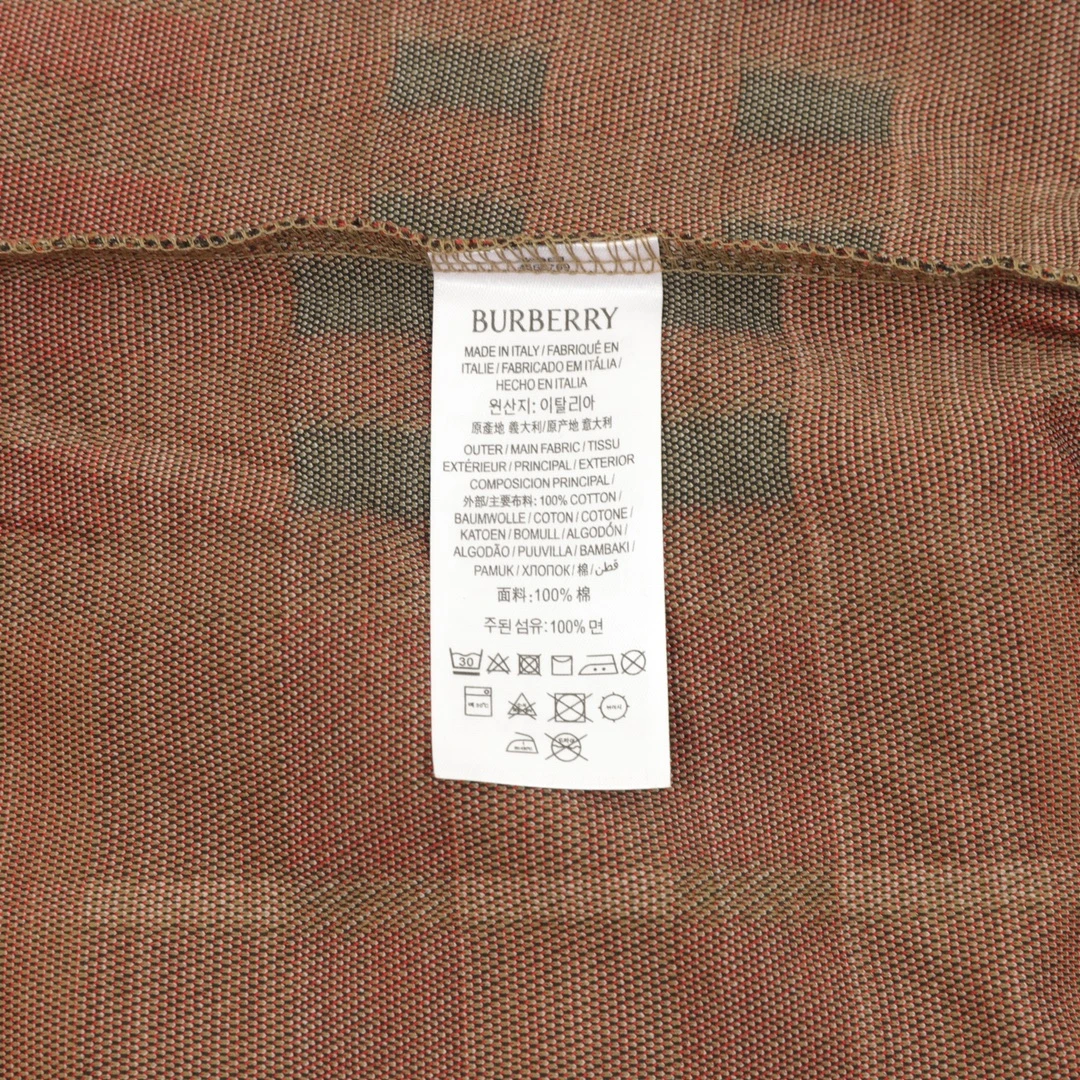 BURBERRY
MADE IN ITALY / FABRIQUÉ EN
ITALIE / FABRICADO EM ITÁLIA /
HECHO EN ITALIA
원산지: 이탈리아
原產地 義大利/原产地 意大利
OUTER / MAIN FABRIC / TISSU
EXTÉRIEUR / PRINCIPAL / EXTERIOR
COMPOSICION PRINCIPAL /
外部/主要布料: 100% COTTON /
BAUMWOLLE / COTON / COTONE /
KATOEN / BOMULL / ALGODÓN /
ALGODÃO / PUUVILLA / ΒΑΜΒΑΚΙ /
PAMUK / ХЛОПОК / 棉 / قطن
面料: 100% 棉
주된 섬유: 100% 면
30